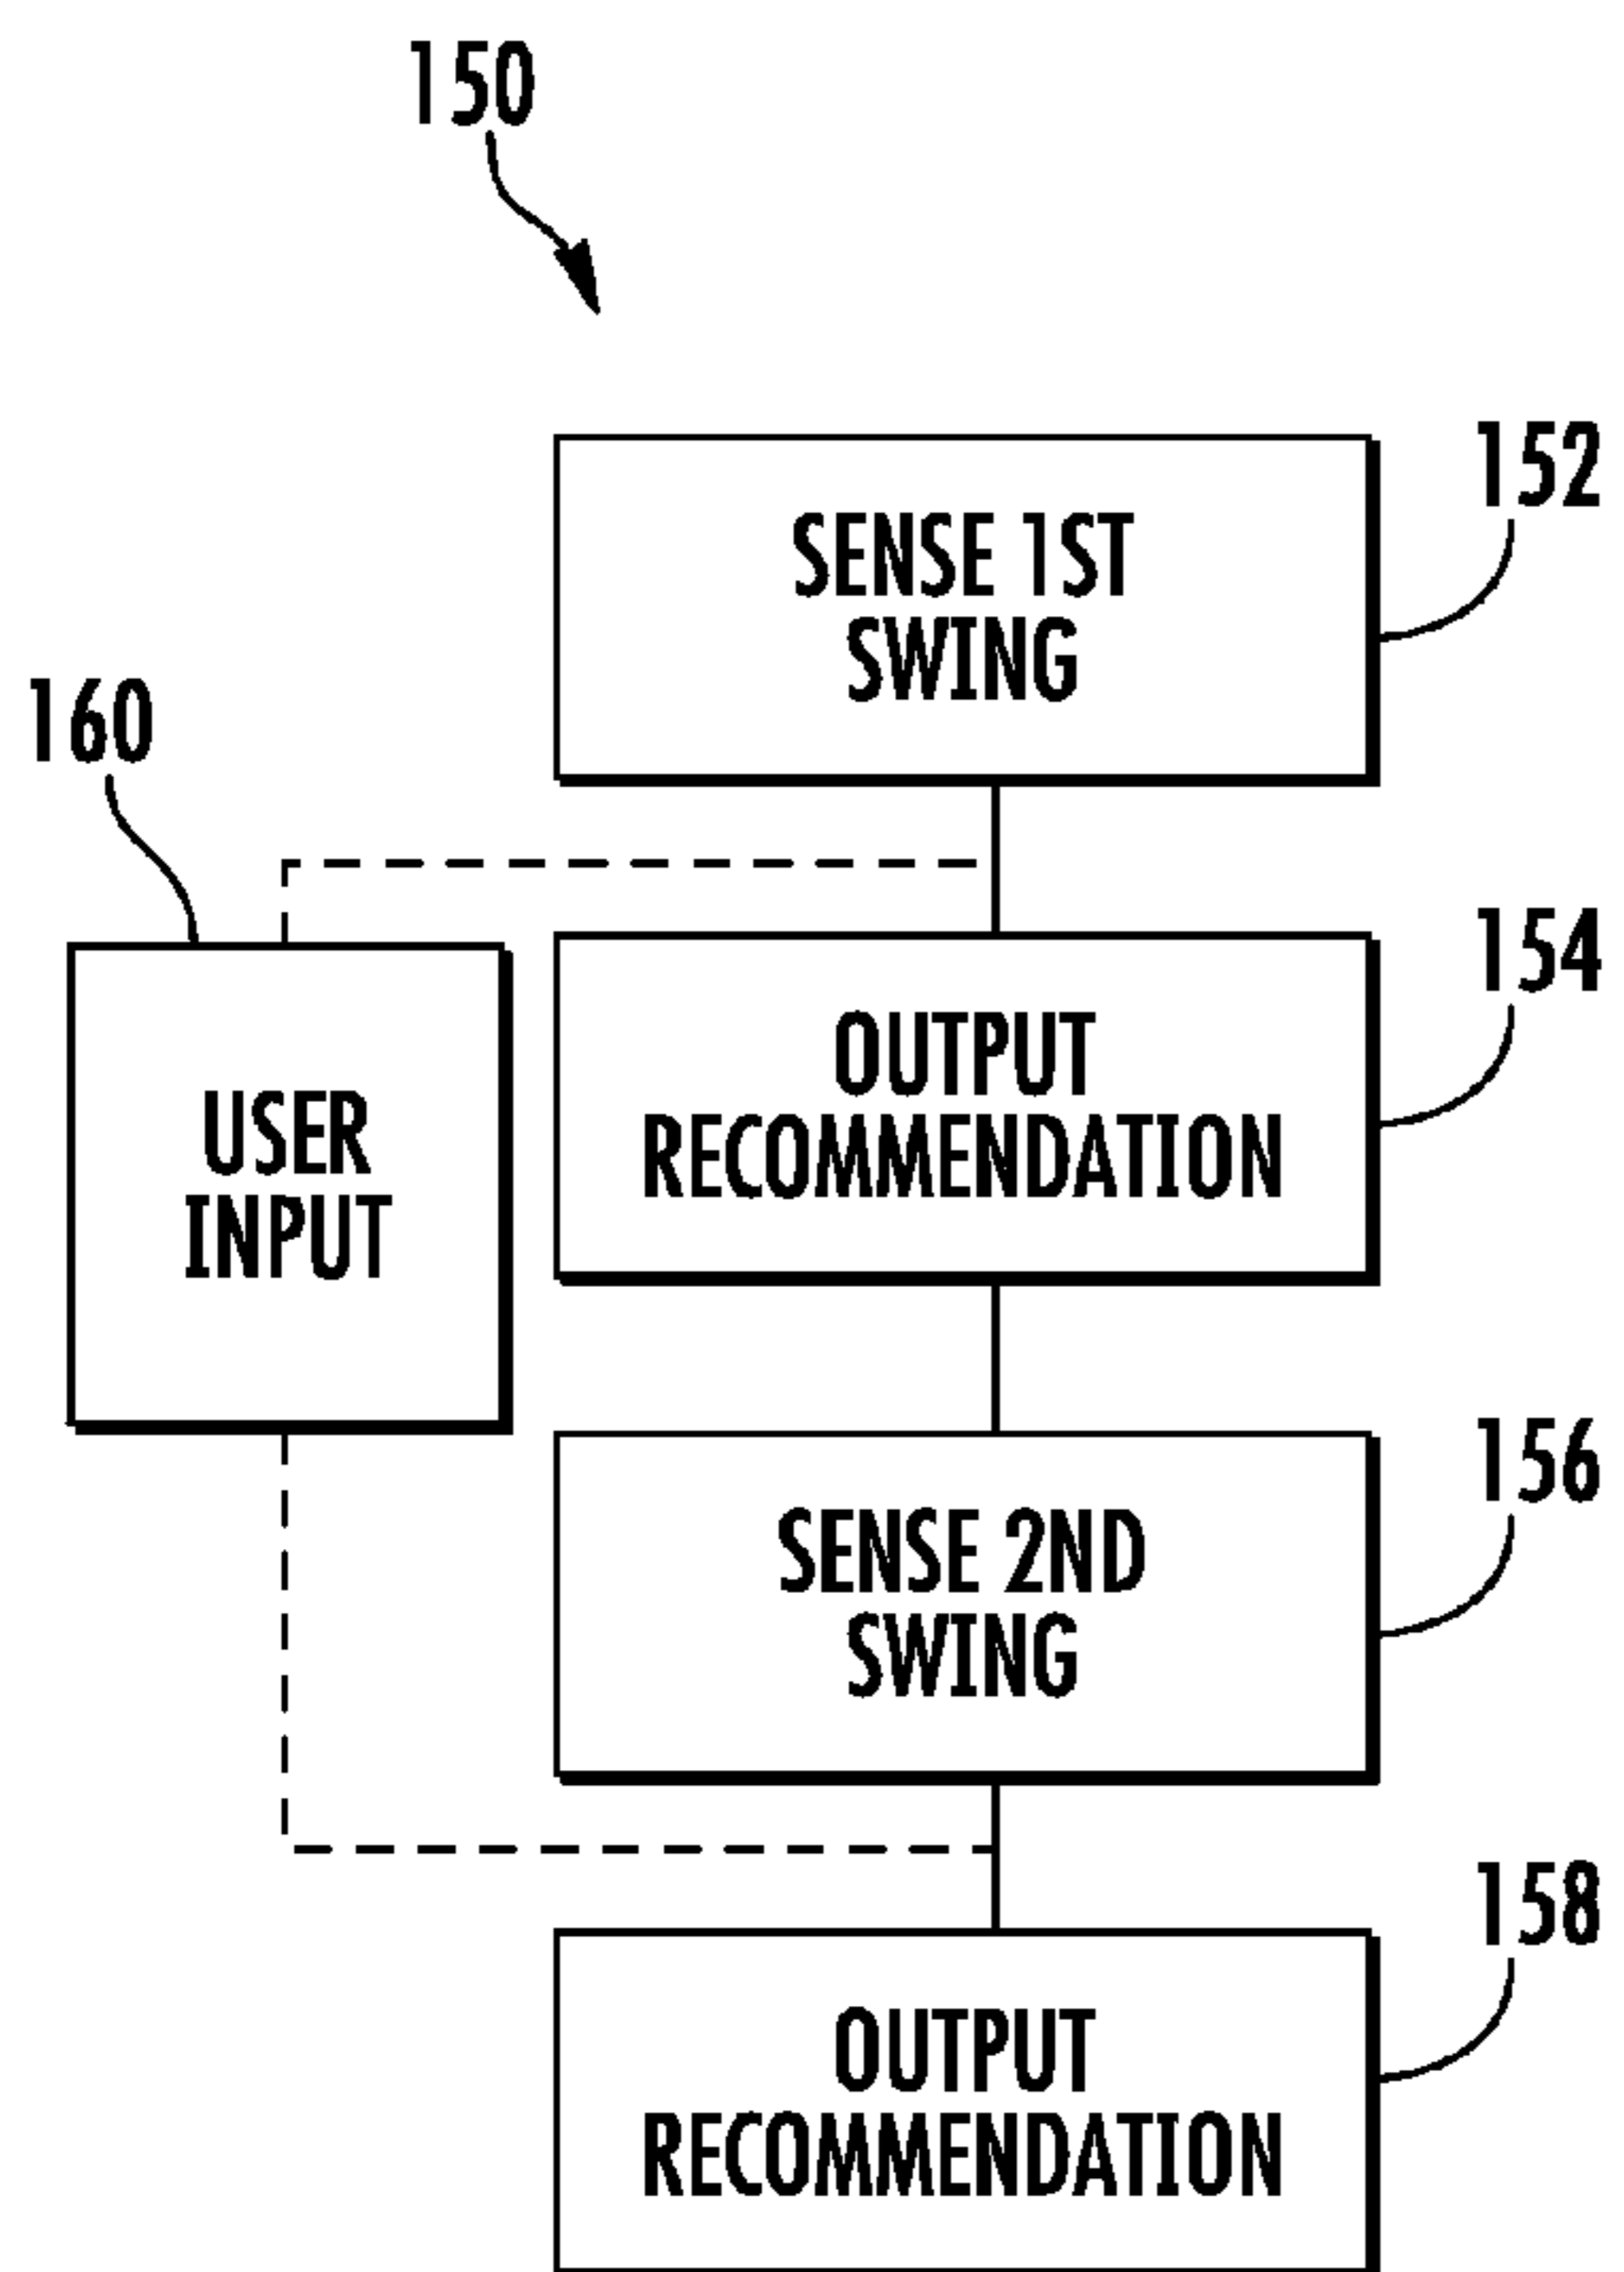 150
152
SENSE 1ST
SWING
160
154
OUTPUT
RECOMMENDATION
USER
INPUT
156
SENSE 2ND
SWING
158
OUTPUT
RECOMMENDATION